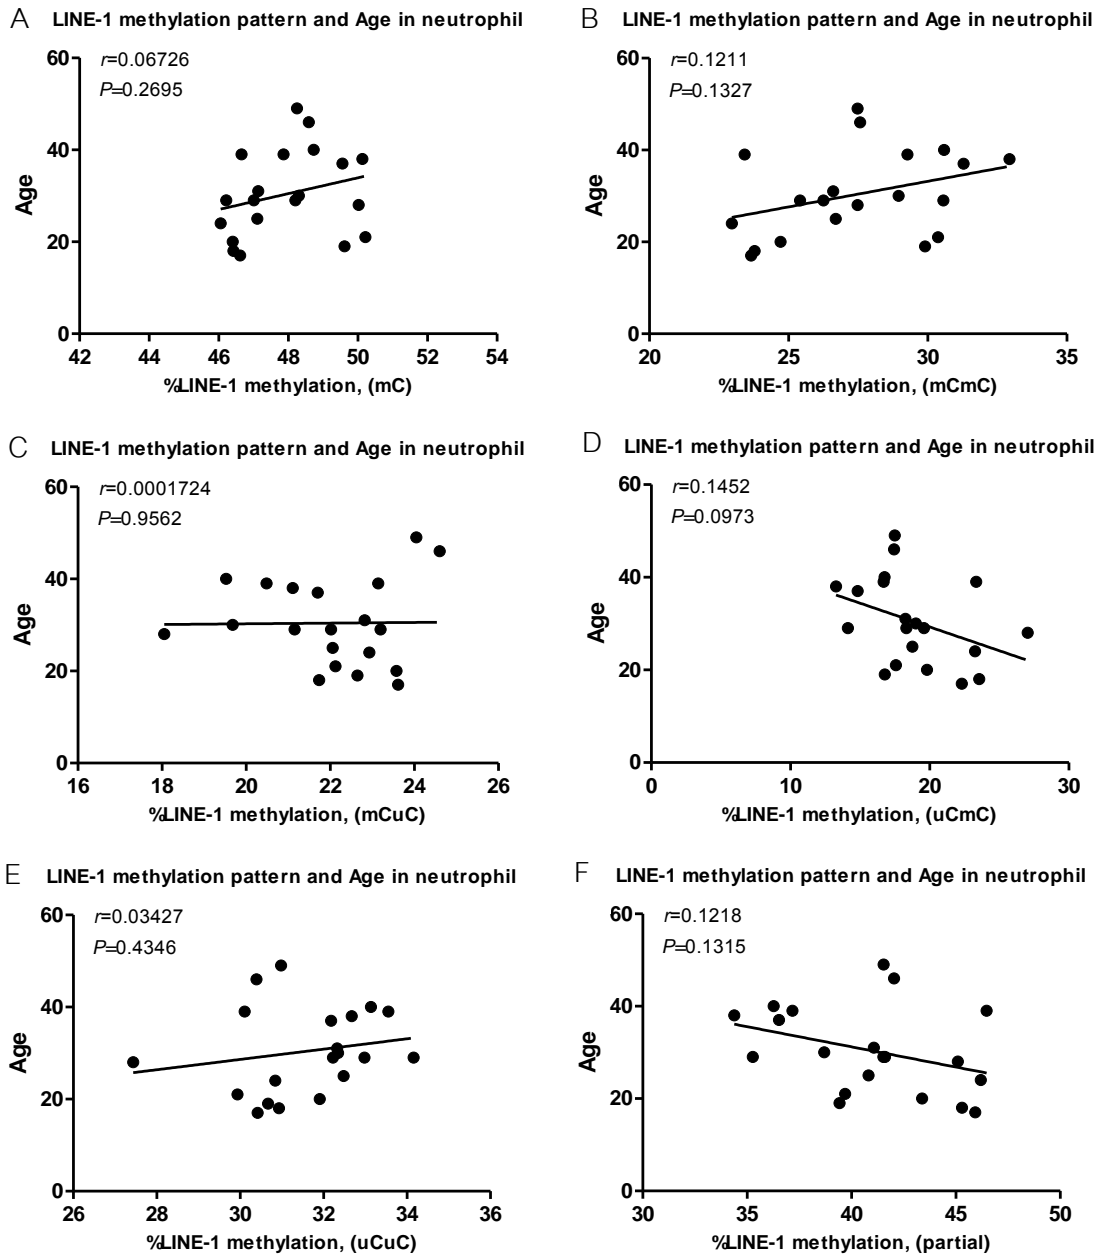 A LINE-1 methylation pattern and Age in neutrophil
r=0.06726
P=0.2695
60
40
20
0
Age
42 44 46 48 50 52 54
%LINE-1 methylation, (mC)
B LINE-1 methylation pattern and Age in neutrophil
r=0.1211
P=0.1327
60
40
20
0
Age
20 25 30 35
%LINE-1 methylation, (mCmC)
C LINE-1 methylation pattern and Age in neutrophil
r=0.0001724
P=0.9562
60
40
20
0
Age
16 18 20 22 24 26
%LINE-1 methylation, (mCuC)
D LINE-1 methylation pattern and Age in neutrophil
r=0.1452
P=0.0973
60
40
20
0
Age
0 10 20 30
%LINE-1 methylation, (uCmC)
E LINE-1 methylation pattern and Age in neutrophil
r=0.03427
P=0.4346
60
40
20
0
Age
26 28 30 32 34 36
%LINE-1 methylation, (uCuC)
F LINE-1 methylation pattern and Age in neutrophil
r=0.1218
P=0.1315
60
40
20
0
Age
30 35 40 45 50
%LINE-1 methylation, (partial)